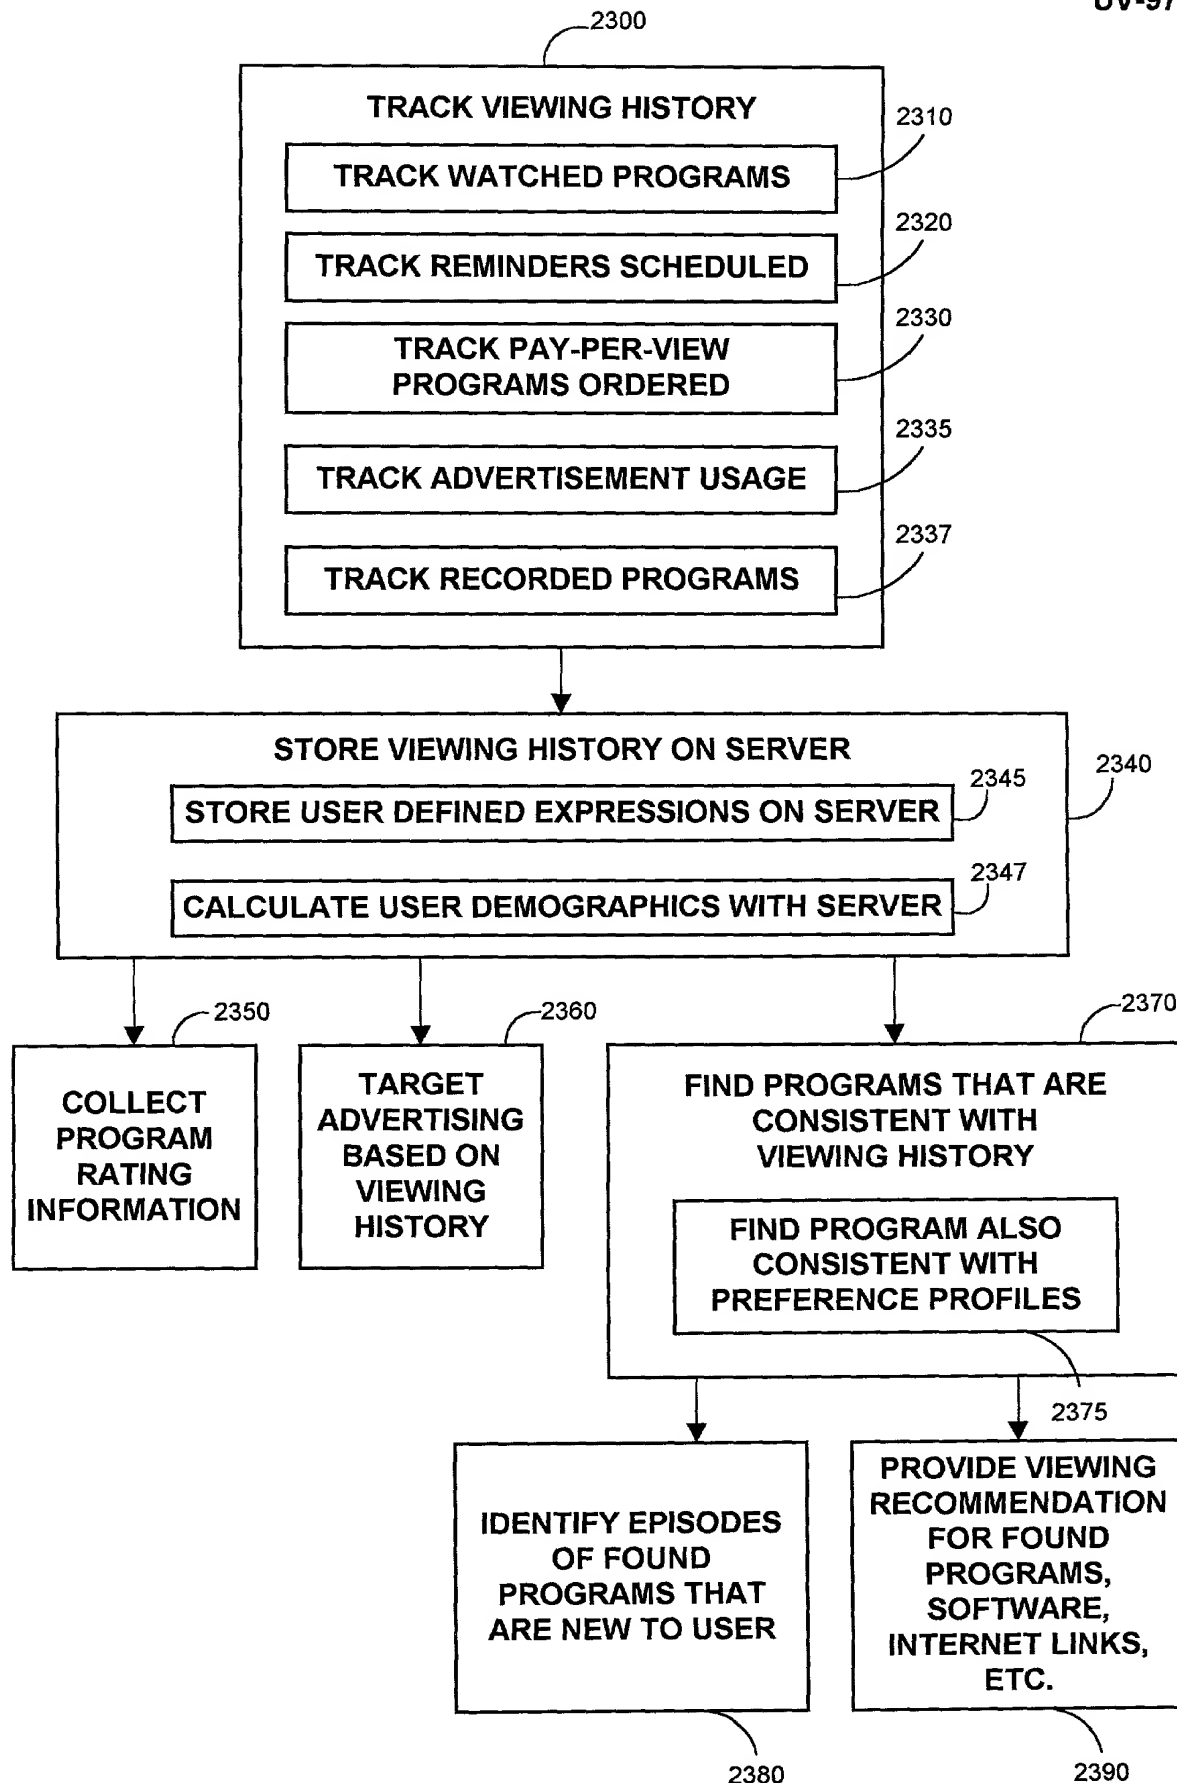 UV-97
2300
TRACK VIEWING HISTORY
2310
TRACK WATCHED PROGRAMS
2320
TRACK REMINDERS SCHEDULED
2330
TRACK PAY-PER-VIEW
PROGRAMS ORDERED
2335
TRACK ADVERTISEMENT USAGE
2337
TRACK RECORDED PROGRAMS
STORE VIEWING HISTORY ON SERVER
2340
2345
STORE USER DEFINED EXPRESSIONS ON SERVER
2347
CALCULATE USER DEMOGRAPHICS WITH SERVER
2350
COLLECT
PROGRAM
RATING
INFORMATION
2360
TARGET
ADVERTISING
BASED ON
VIEWING
HISTORY
2370
FIND PROGRAMS THAT ARE
CONSISTENT WITH
VIEWING HISTORY
FIND PROGRAM ALSO
CONSISTENT WITH
PREFERENCE PROFILES
2375
IDENTIFY EPISODES
OF FOUND
PROGRAMS THAT
ARE NEW TO USER
2380
PROVIDE VIEWING
RECOMMENDATION
FOR FOUND
PROGRAMS,
SOFTWARE,
INTERNET LINKS,
ETC.
2390